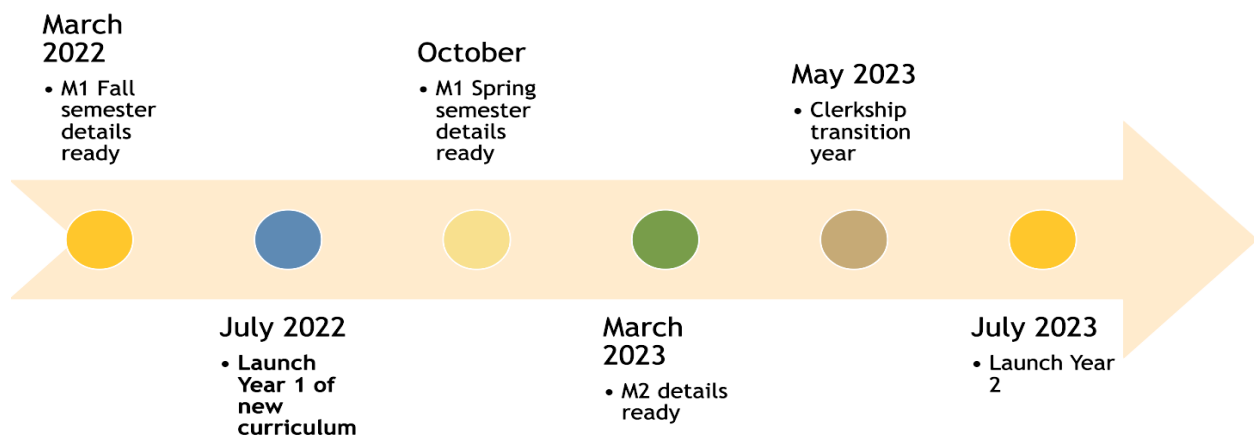 March
2022
• M1 Fall
semester
details
ready
July 2022
• Launch
Year 1 of
new
curriculum
October
• M1 Spring
semester
details
ready
March
2023
• M2 details
ready
May 2023
• Clerkship
transition
year
July 2023
• Launch Year
2